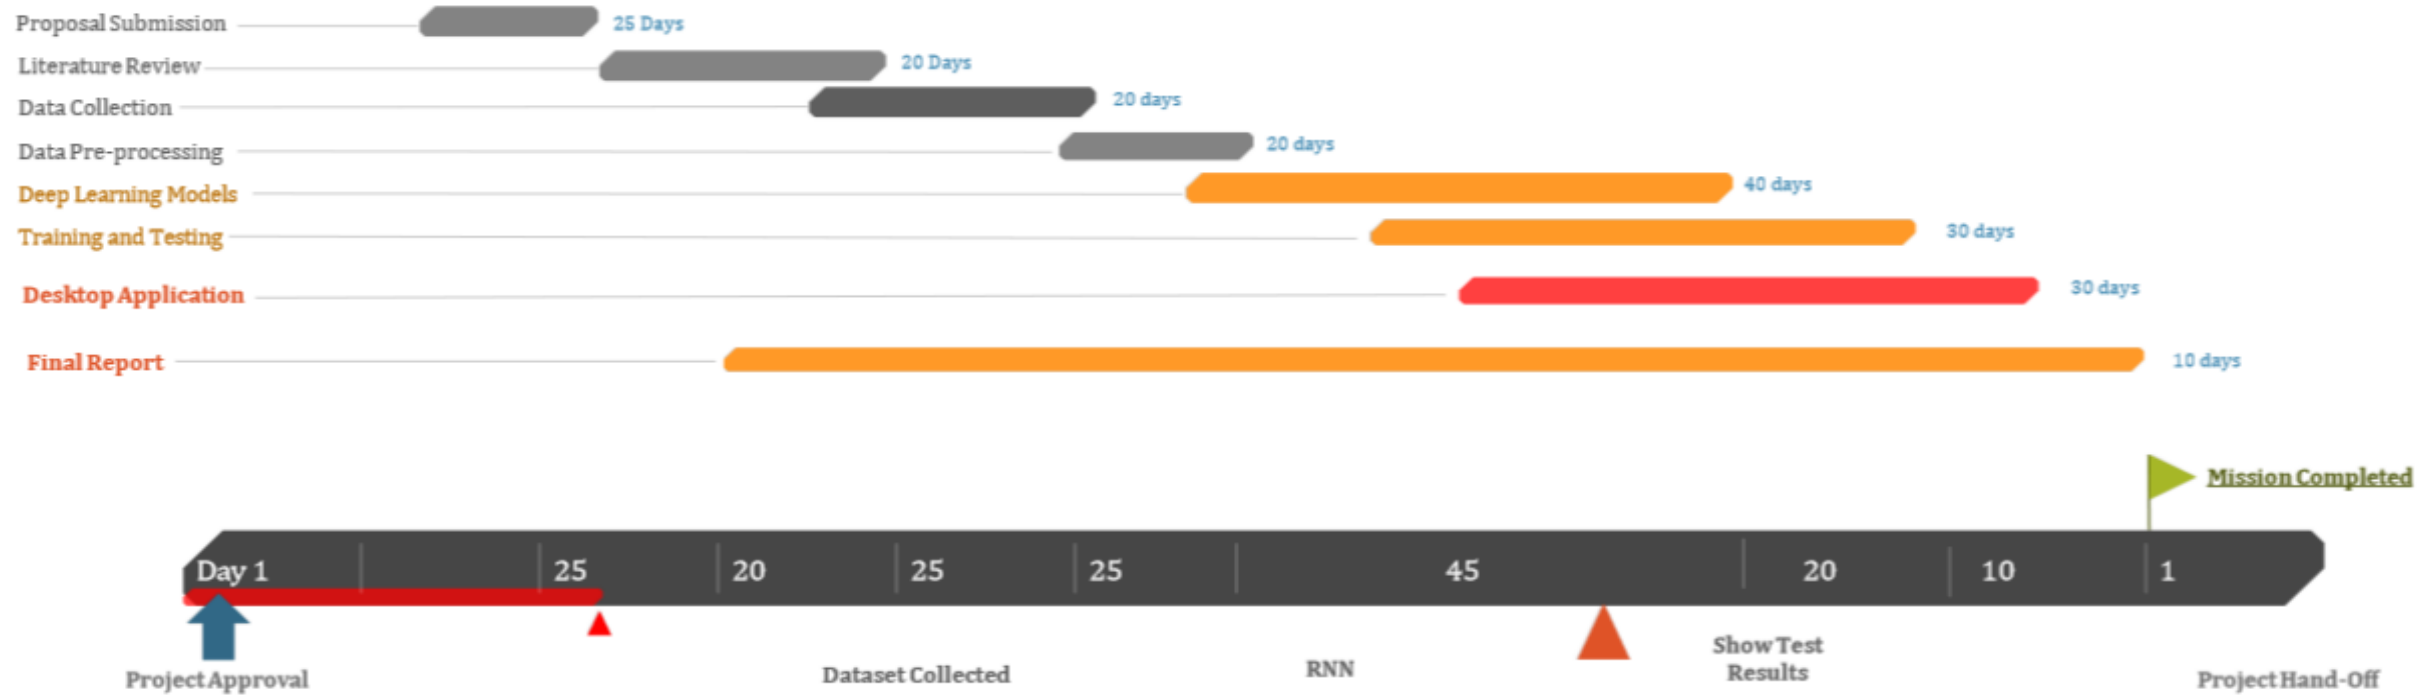 Proposal Submission
25 Days
Literature Review
20 Days
Data Collection
20 days
Data Pre-processing
20 days
Deep Learning Models
40 days
Training and Testing
30 days
Desktop Application
30 days
Final Report
10 days
Mission Completed
Day 1 25 20 25 25 45 20 10 1
Project Approval
Dataset Collected
RNN
Show Test
Results
Project Hand-Off